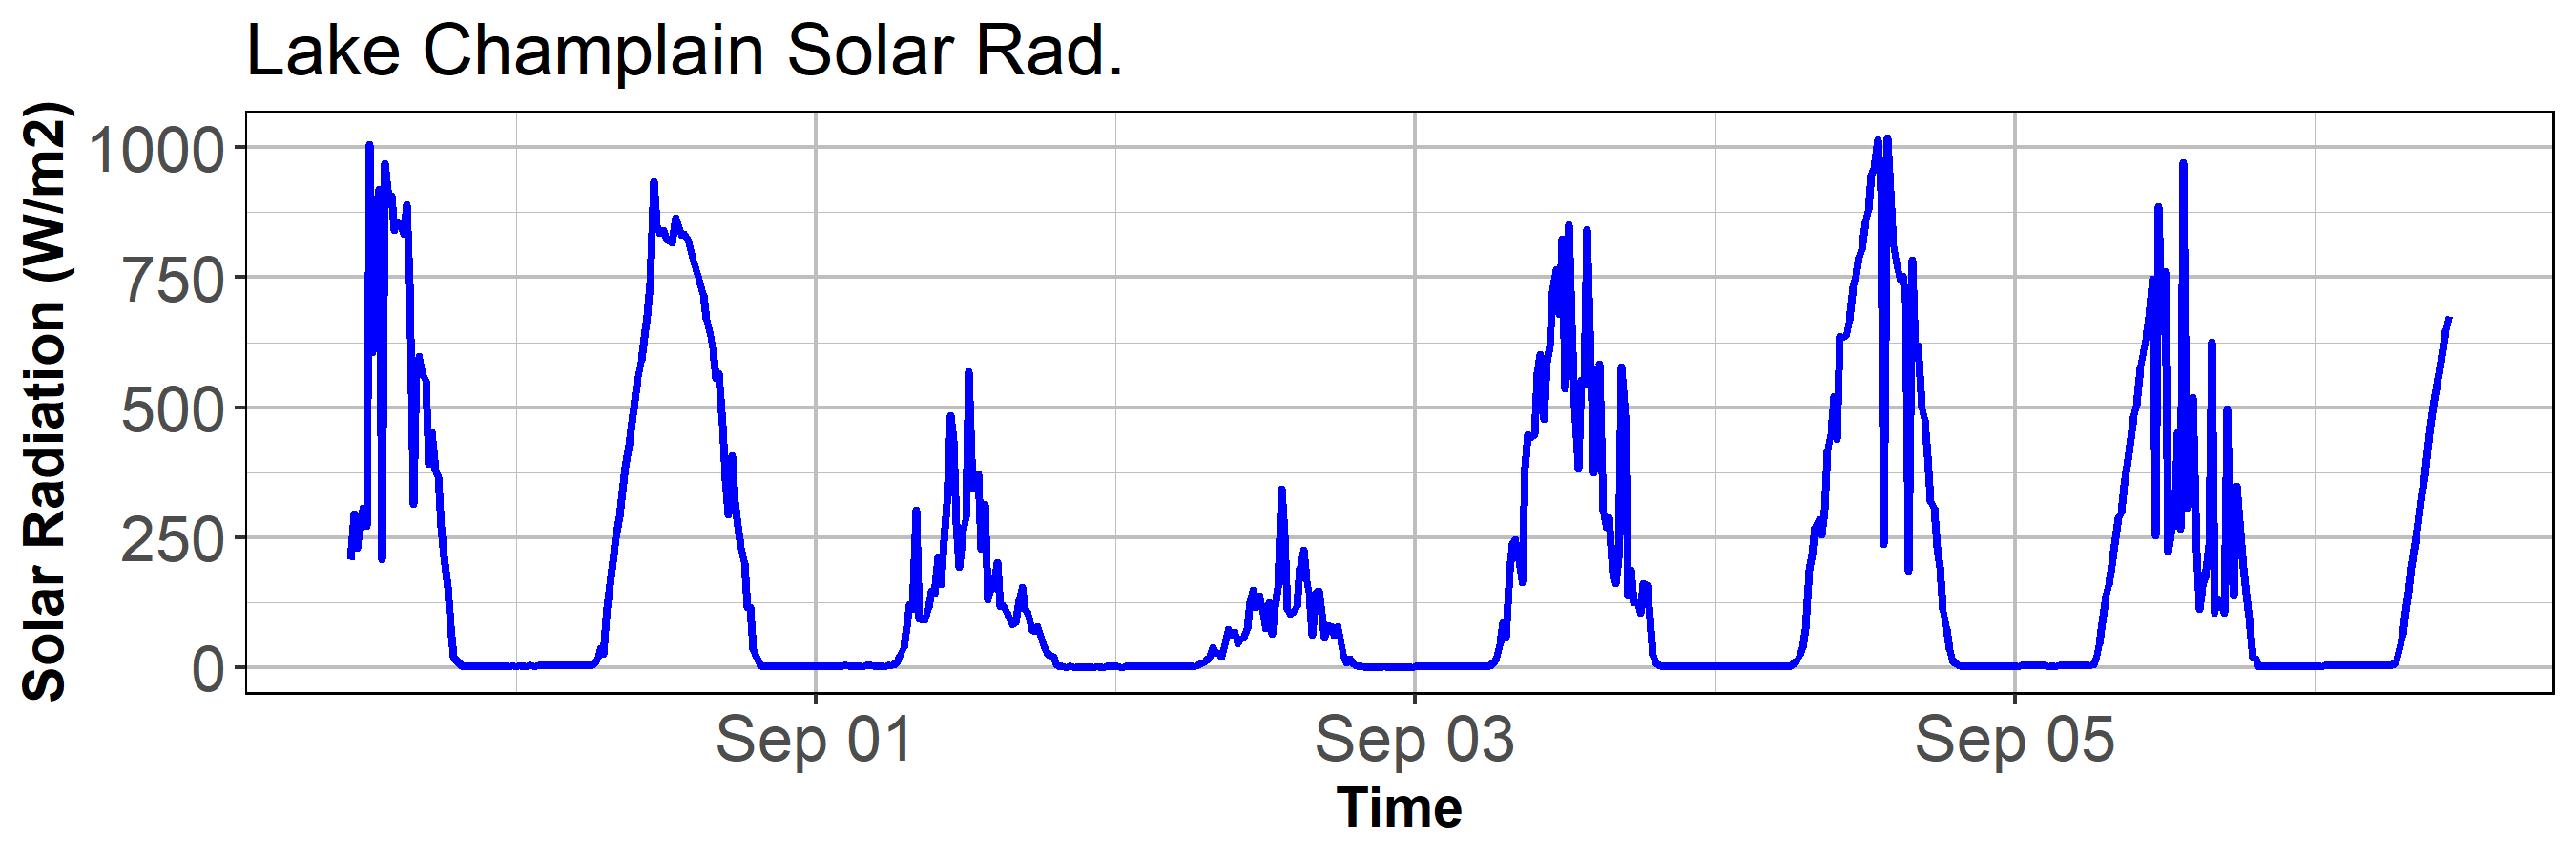 Lake Champlain Solar Rad.
Solar Radiation (W/m2)
1000
750
500
250
0
Sep 01 Sep 03 Sep 05
Time